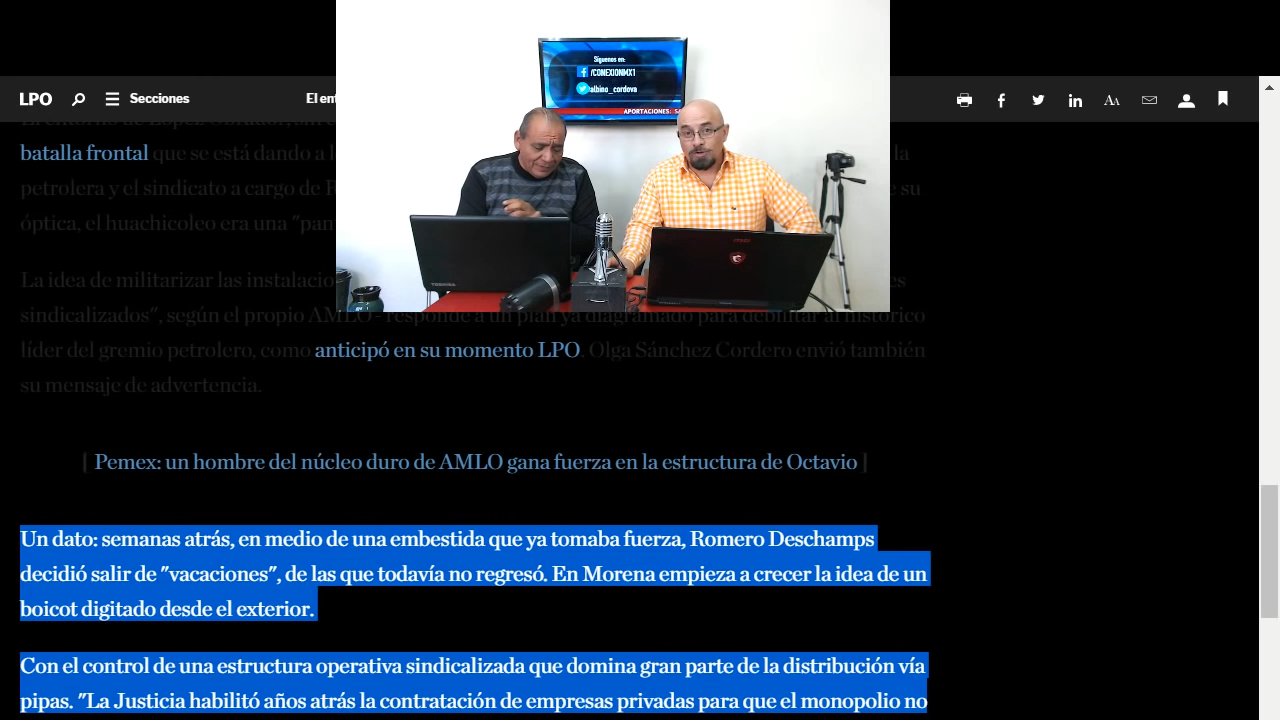 Síguenos en:
/CONEXIONMX1
albino_cordova
APORTACIONES:
LPO
Secciones
El
batalla frontal que se está dando a
la
petrolera y el sindicato a cargo de
su
óptica, el huachicoleo era una "pan
La idea de militarizar las instalacio
es
sindicalizados", según el propio AMLO - responde a un plan ya diagramado para debilitar al histórico
líder del gremio petrolero, como anticipó en su momento LPO. Olga Sánchez Cordero envió también
su mensaje de advertencia.
[ Pemex: un hombre del núcleo duro de AMLO gana fuerza en la estructura de Octavio ]
Un dato: semanas atrás, en medio de una embestida que ya tomaba fuerza, Romero Deschamps
decidió salir de "vacaciones", de las que todavía no regresó. En Morena empieza a crecer la idea de un
boicot digitado desde el exterior.
Con el control de una estructura operativa sindicalizada que domina gran parte de la distribución vía
pipas. "La Justicia habilitó años atrás la contratación de empresas privadas para que el monopolio no
TOSHIBA